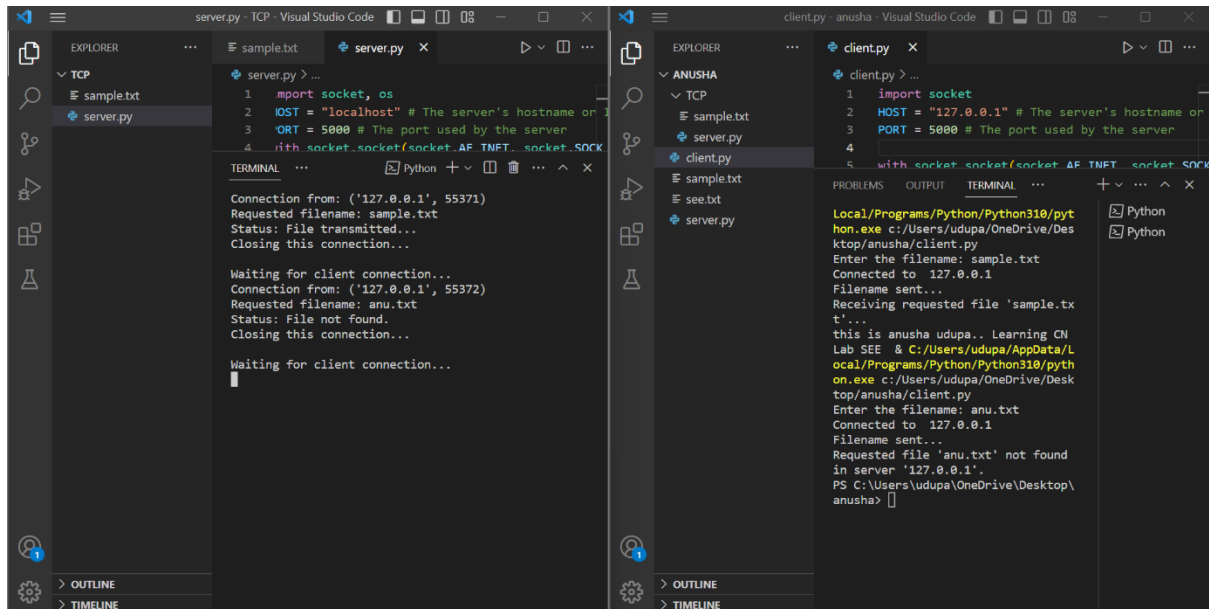 server.py - TCP - Visual Studio Code
EXPLORER
TCP
sample.txt
server.py
OUTLINE
TIMELINE
sample.txt server.py
server.py > ...
1 mport socket, os
2 HOST = "localhost" # The server's hostname or
3 PORT = 5000 # The port used by the server
4 with socket.socket(socket.AF_INET, socket.SOCK
TERMINAL ... Python
Connection from: ('127.0.0.1', 55371)
Requested filename: sample.txt
Status: File transmitted...
Closing this connection...
Waiting for client connection...
Connection from: ('127.0.0.1', 55372)
Requested filename: anu.txt
Status: File not found.
Closing this connection...
Waiting for client connection...
client.py - anusha - Visual Studio Code
EXPLORER
ANUSHA
TCP
sample.txt
server.py
client.py
sample.txt
see.txt
server.py
OUTLINE
TIMELINE
client.py
client.py > ...
1 import socket
2 HOST = "127.0.0.1" # The server's hostname or
3 PORT = 5000 # The port used by the server
4
5 with socket.socket(socket.AF_INET, socket.SOCK
PROBLEMS OUTPUT TERMINAL ...
Python
Python
Local/Programs/Python/Python310/pyt
hon.exe c:/Users/udupa/OneDrive/Des
ktop/anusha/client.py
Enter the filename: sample.txt
Connected to 127.0.0.1
Filename sent...
Receiving requested file 'sample.tx
t'...
this is anusha udupa.. Learning CN
Lab SEE & C:/Users/udupa/AppData/L
ocal/Programs/Python/Python310/pyth
on.exe c:/Users/udupa/OneDrive/Desk
top/anusha/client.py
Enter the filename: anu.txt
Connected to 127.0.0.1
Filename sent...
Requested file 'anu.txt' not found
in server '127.0.0.1'.
PS C:\Users\udupa\OneDrive\Desktop\
anusha>
1
1